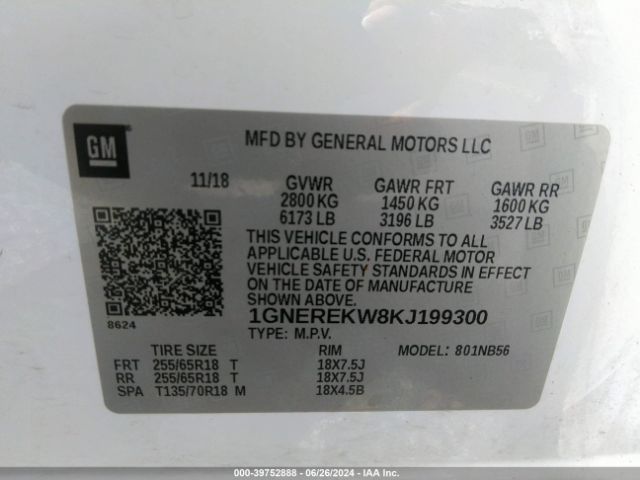 GM
MFD BY GENERAL MOTORS LLC
11/18 GVWR GAWR FRT GAWR RR
2800 KG 1450 KG 1600 KG
6173 LB 3196 LB 3527 LB
THIS VEHICLE CONFORMS TO ALL
APPLICABLE U.S. FEDERAL MOTOR
VEHICLE SAFETY STANDARDS IN EFFECT
ON THE DATE OF MANUFACTURE
SHOWN ABOVE.
8624
1GNEREKW8KJ199300
TYPE: M.P.V.
TIRE SIZE RIM MODEL: 801NB56
FRT 255/65R18 T 18X7.5J
RR 255/65R18 T 18X7.5J
SPA T135/70R18 M 18X4.5B
000-39752888 - 06/26/2024 - IAA Inc.